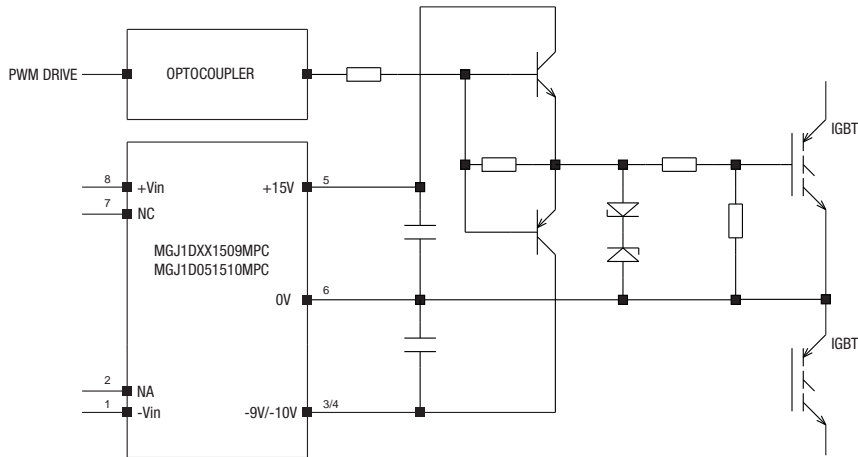 PWM DRIVE
OPTOCOUPLER
IGBT
8
+Vin
+15V
5
7
NC
MGJ1DXX1509MPC
MGJ1D051510MPC
0V
6
IGBT
2
NA
1
-Vin
-9V/-10V
3/4